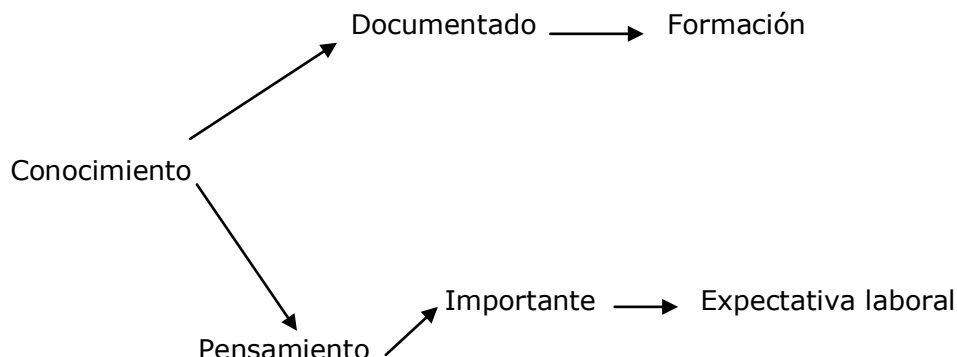 Documentado Formación
Conocimiento
Importante Expectativa laboral
Pensamiento